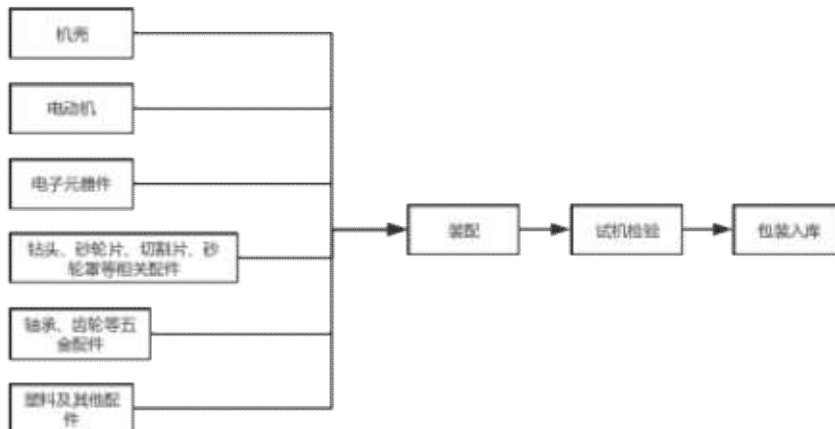 机壳
电动机
电子元器件
钻头、砂轮片、切割片、砂
轮罩等相关配件
轴承、齿轮等五
金配件
塑料及其他配
件
装配
试机检验
包装入库